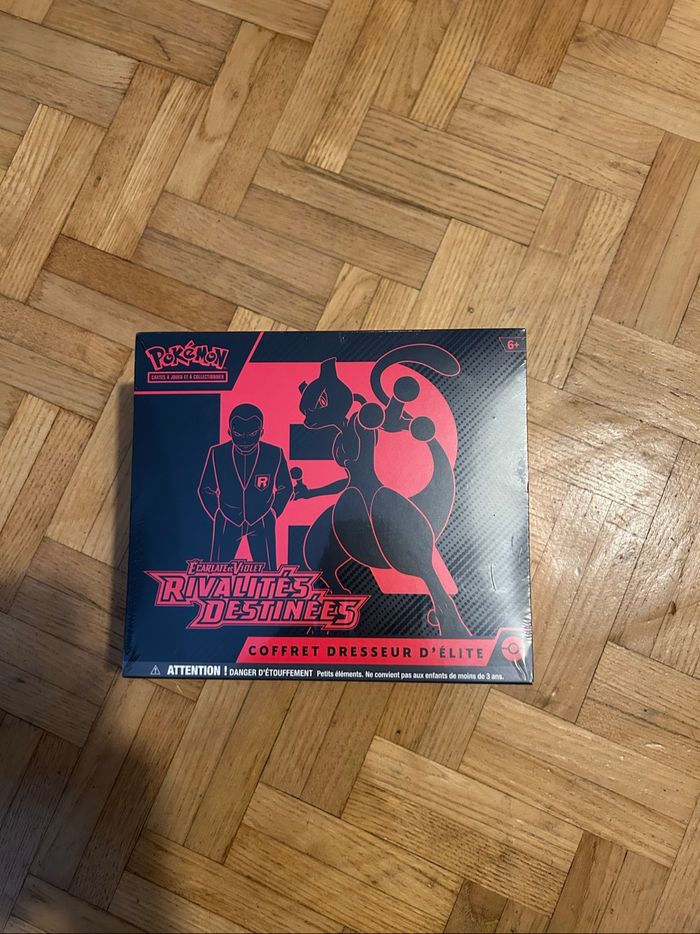 POKÉMON
CARTES À JOUER ET À COLLECTIONNER
6+
R
ÉCARLATE ET VIOLET
RIVALITÉS
DESTINÉES
COFFRET DRESSEUR D'ÉLITE
⚠ ATTENTION ! DANGER D'ÉTOUFFEMENT Petits éléments. Ne convient pas aux enfants de moins de 3 ans.